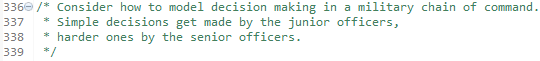 336 /* Consider how to model decision making in a military chain of command.
337 * Simple decisions get made by the junior officers,
338 * harder ones by the senior officers.
339 */